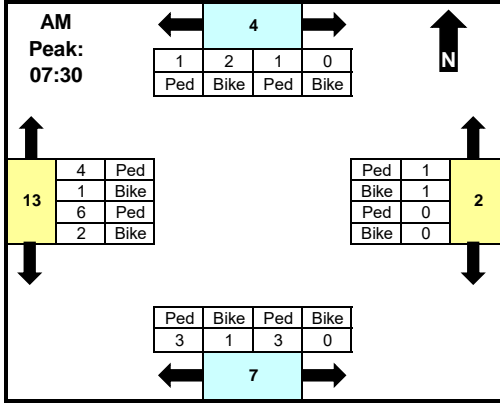 AM
Peak:
07:30
4
N
1 2 1 0
Ped Bike Ped Bike
13
4 Ped
1 Bike
6 Ped
2 Bike
Ped 1
Bike 1
Ped 0
Bike 0
2
Ped Bike Ped Bike
3 1 3 0
7